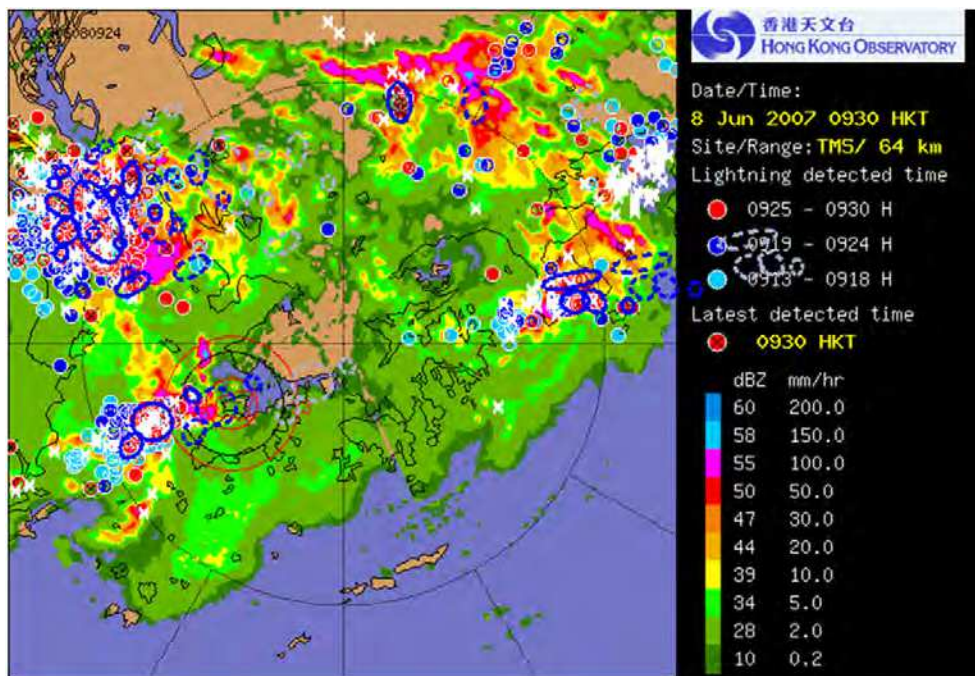 香港天文台
HONG KONG OBSERVATORY
Date/Time:
8 Jun 2007 0930 HKT
Site/Range: TMS/ 64 km
Lightning detected time
0925 - 0930 H
0919 - 0924 H
0913 - 0918 H
Latest detected time
0930 HKT
dBZ mm/hr
60 200.0
58 150.0
55 100.0
50 50.0
47 30.0
44 20.0
39 10.0
34 5.0
28 2.0
10 0.2